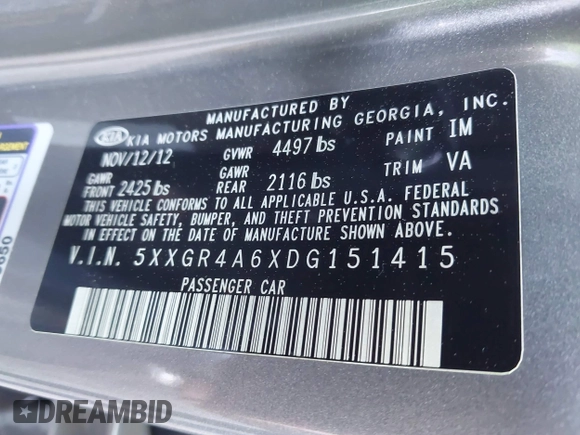 MANUFACTURED BY
KIA KIA MOTORS MANUFACTURING GEORGIA, INC.
NOV/12/12 GVWR 4497 lbs PAINT IM
GAWR FRONT 2425 lbs GAWR REAR 2116 lbs TRIM VA
THIS VEHICLE CONFORMS TO ALL APPLICABLE U.S.A. FEDERAL
MOTOR VEHICLE SAFETY, BUMPER, AND THEFT PREVENTION STANDARDS
IN EFFECT ON THE DATE OF MANUFACTURE SHOWN ABOVE.
V.I.N. 5XXGR4A6XDG151415
PASSENGER CAR
DREAMBID